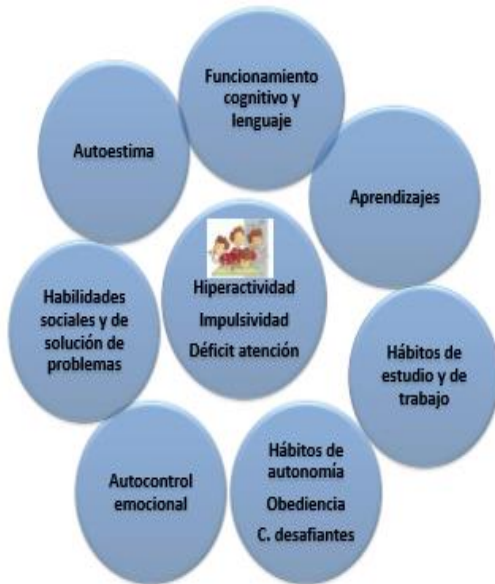 Funcionamiento
cognitivo y
lenguaje
Autoestima
Aprendizajes
Hiperactividad
Impulsividad
Déficit atención
Habilidades
sociales y de
solución de
problemas
Hábitos de
estudio y de
trabajo
Autocontrol
emocional
Hábitos de
autonomía
Obediencia
C. desafiantes